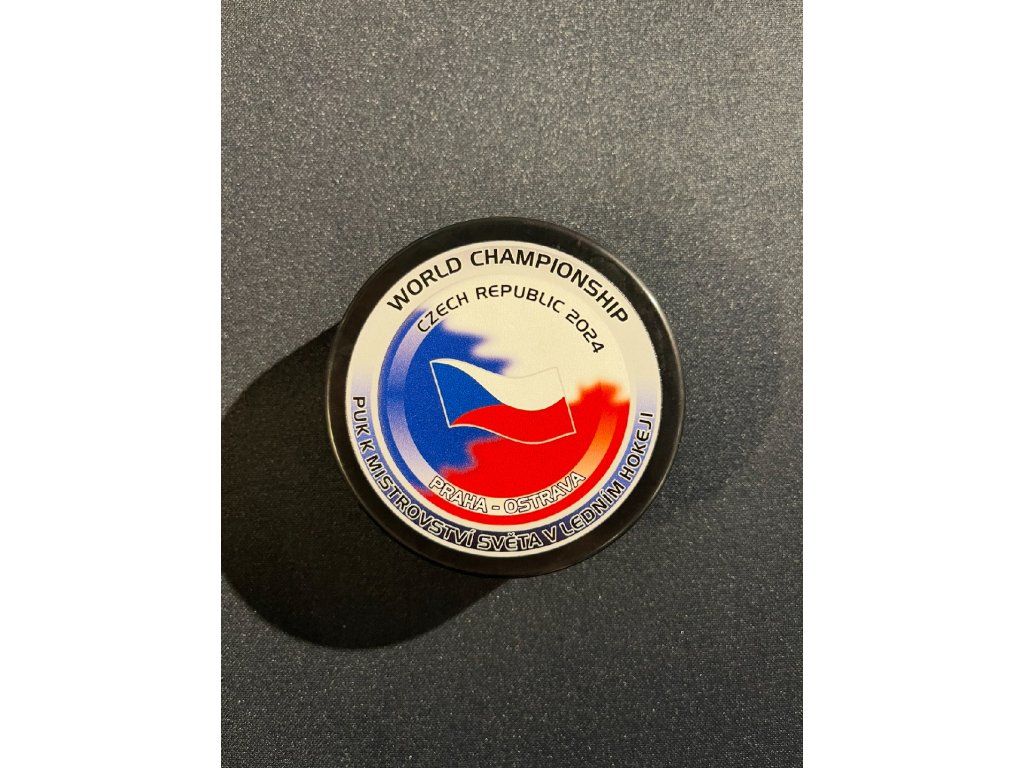 WORLD CHAMPIONSHIP
CZECH REPUBLIC 2024
PRAHA - OSTRAVA
PUK K MISTROVSTVÍ SVĚTA V LEDNÍM HOKEJI